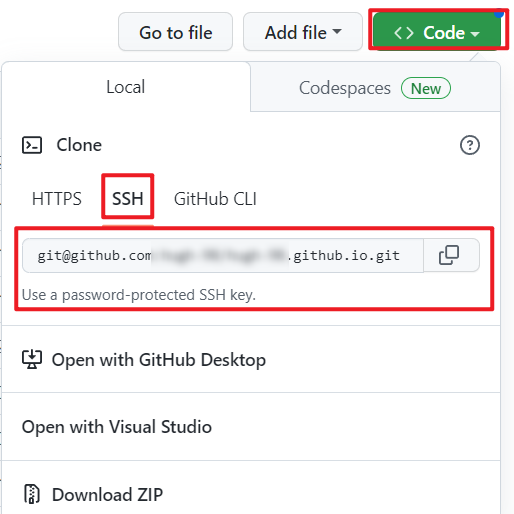 Go to file Add file Code
Local Codespaces New
Clone
HTTPS SSH GitHub CLI
git@github.com .github.io.git
Use a password-protected SSH key.
Open with GitHub Desktop
Open with Visual Studio
Download ZIP